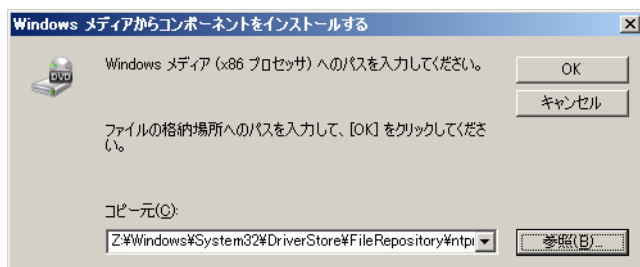 Windows メディアからコンポーネントをインストールする
DVD
Windows メディア (x86 プロセッサ) へのパスを入力してください。
OK
キャンセル
ファイルの格納場所へのパスを入力して、[OK] をクリックしてくださ
い。
コピー元(C):
Z:¥Windows¥System32¥DriverStore¥FileRepository¥ntpr
参照(B)...